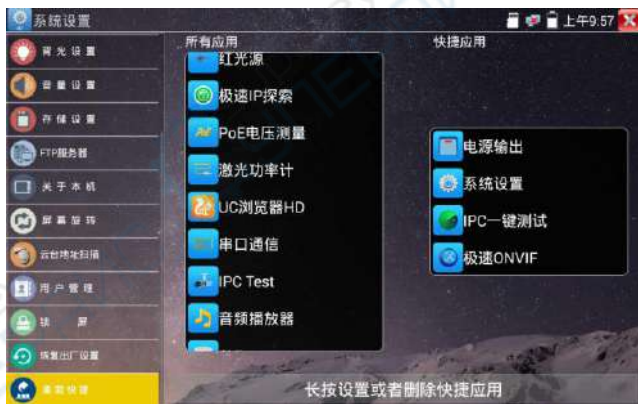 系统设置
上午9:57
背光设置
音量设置
存储设置
FTP服务器
关于本机
屏幕旋转
云台地址扫描
用户管理
锁 屏
恢复出厂设置
所有应用
红光源
极速IP探索
PoE电压测量
激光功率计
UC浏览器HD
串口通信
IPC Test
音频播放器
快捷应用
电源输出
系统设置
IPC一键测试
极速ONVIF
长按设置或者删除快捷应用